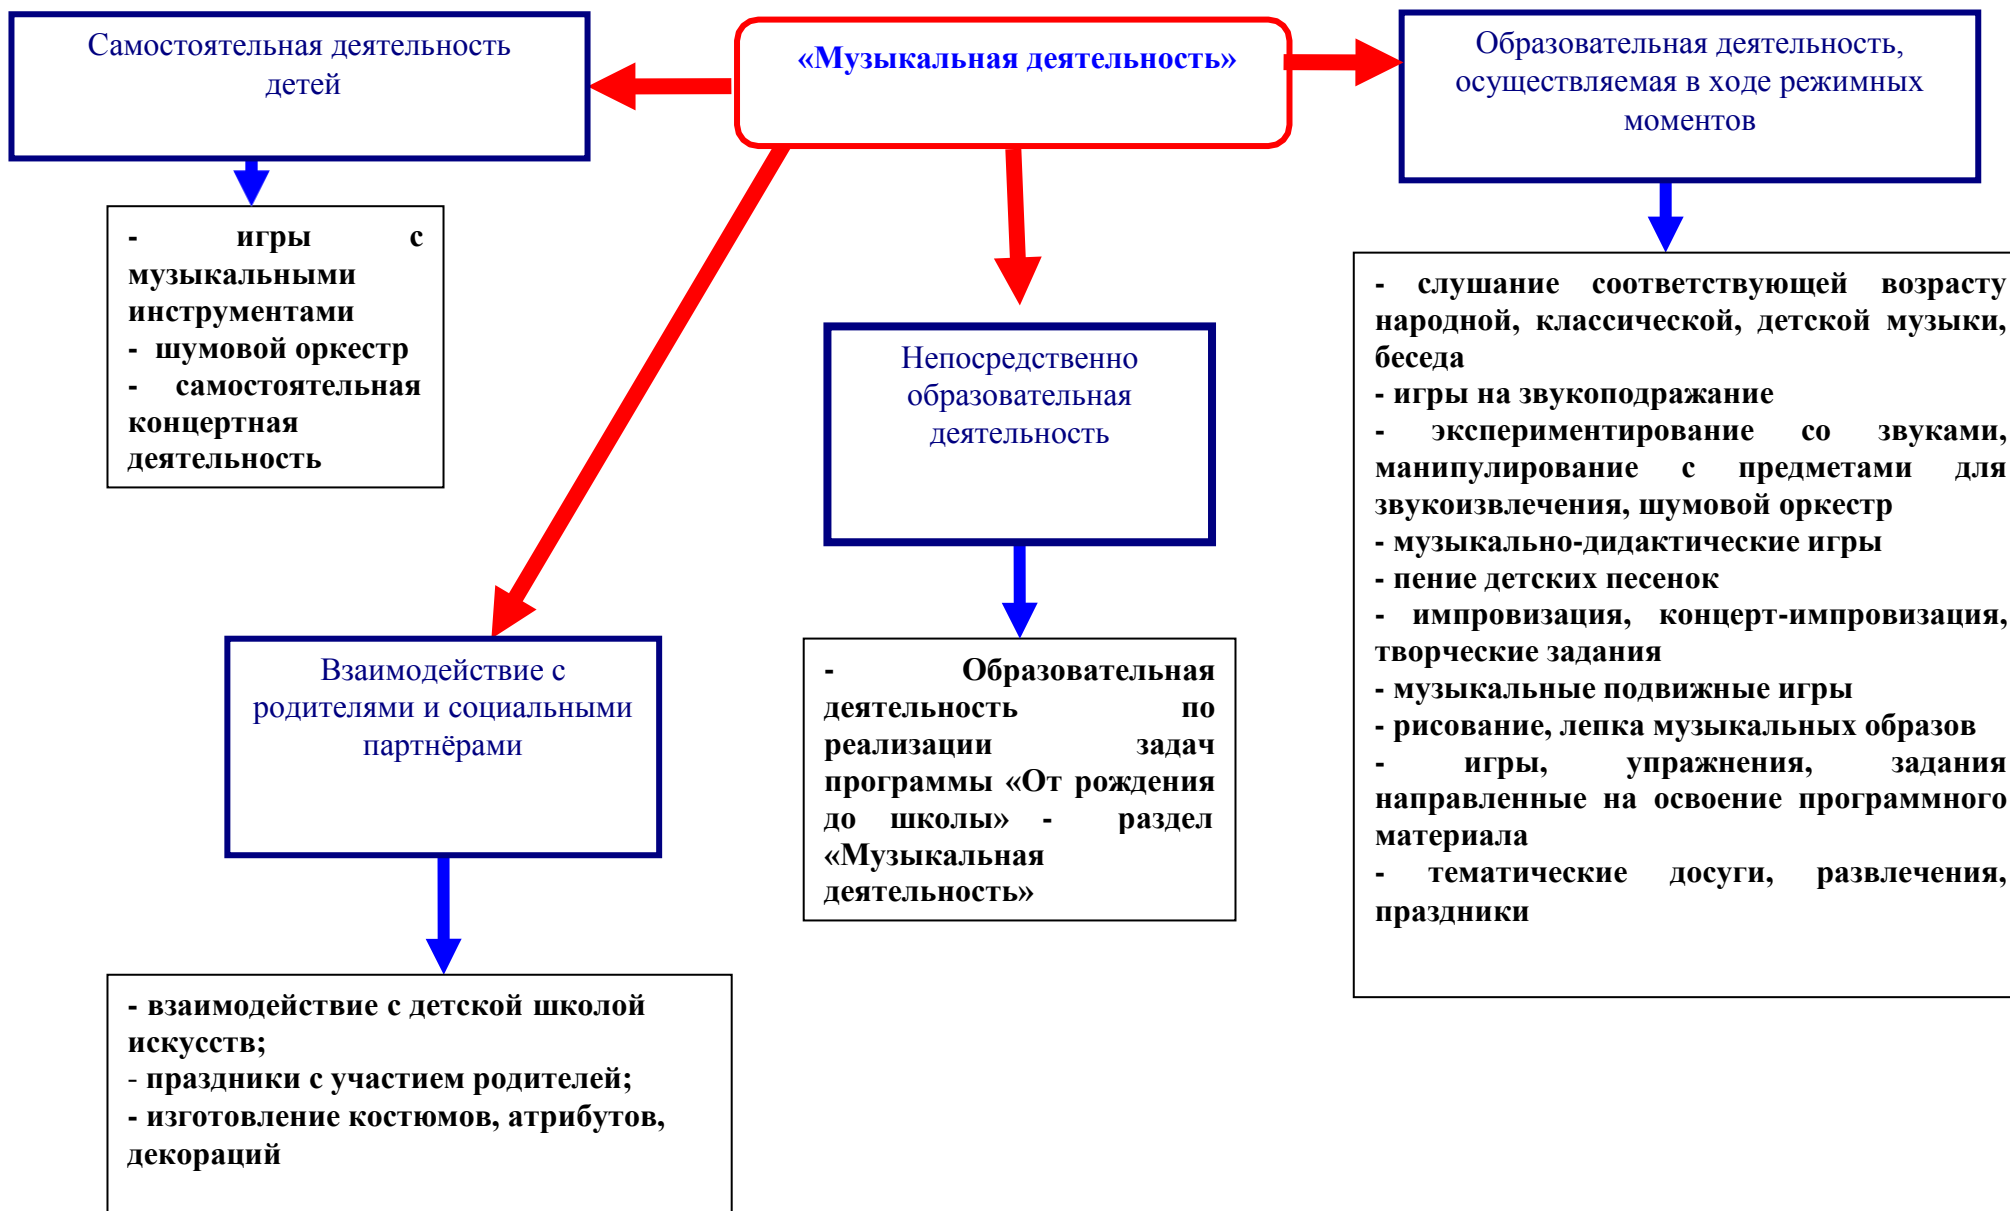 Самостоятельная деятельность
детей
«Музыкальная деятельность»
Образовательная деятельность,
осуществляемая в ходе режимных
моментов
- игры с
музыкальными
инструментами
- шумовой оркестр
- самостоятельная
концертная
деятельность
Непосредственно
образовательная
деятельность
- слушание соответствующей возрасту
народной, классической, детской музыки,
беседа
- игры на звукоподражание
- экспериментирование со звуками,
манипулирование с предметами для
звукоизвлечения, шумовой оркестр
- музыкально-дидактические игры
- пение детских песенок
- импровизация, концерт-импровизация,
творческие задания
- музыкальные подвижные игры
- рисование, лепка музыкальных образов
- игры, упражнения, задания
направленные на освоение программного
материала
- тематические досуги, развлечения,
праздники
Взаимодействие с
родителями и социальными
партнёрами
- Образовательная
деятельность по
реализации задач
программы «От рождения
до школы» - раздел
«Музыкальная
деятельность»
- взаимодействие с детской школой
искусств;
- праздники с участием родителей;
- изготовление костюмов, атрибутов,
декораций